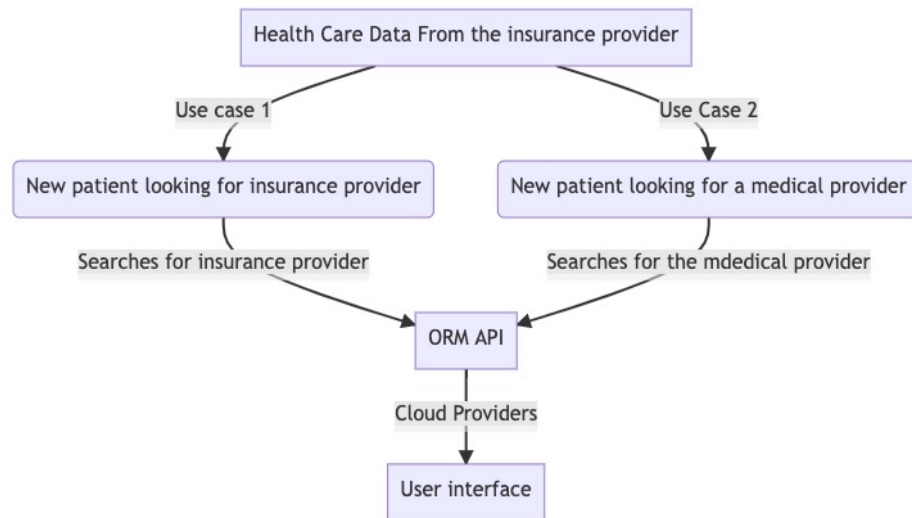 Health Care Data From the insurance provider
Use case 1
Use Case 2
New patient looking for insurance provider
New patient looking for a medical provider
Searches for insurance provider
Searches for the mdedical provider
ORM API
Cloud Providers
User interface